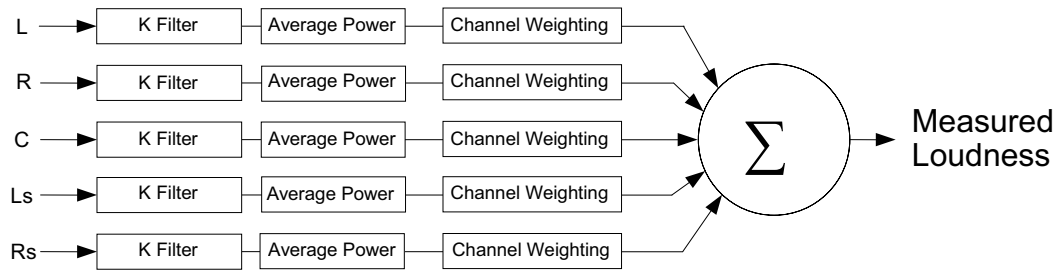 L K Filter Average Power Channel Weighting
R K Filter Average Power Channel Weighting
C K Filter Average Power Channel Weighting
Ls K Filter Average Power Channel Weighting
Rs K Filter Average Power Channel Weighting
∑
Measured
Loudness